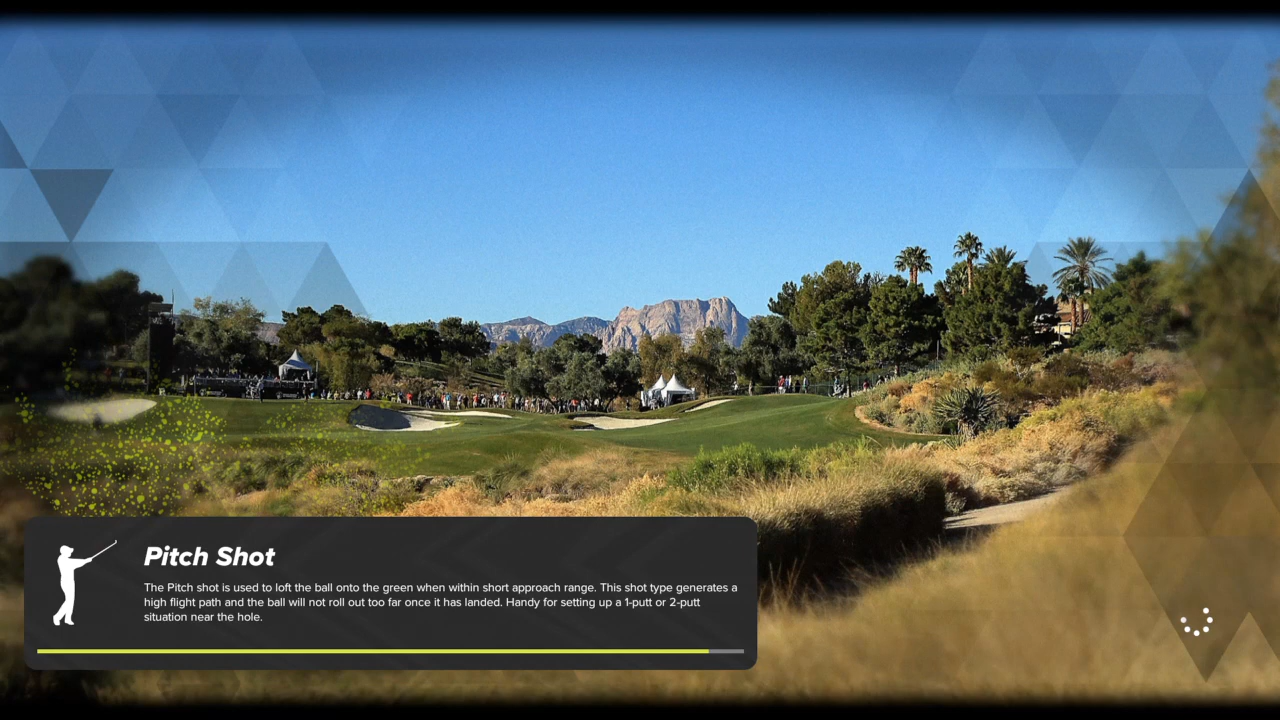 Pitch Shot
The Pitch shot is used to loft the ball onto the green when within short approach range. This shot type generates a
high flight path and the ball will not roll out too far once it has landed. Handy for setting up a 1-putt or 2-putt
situation near the hole.